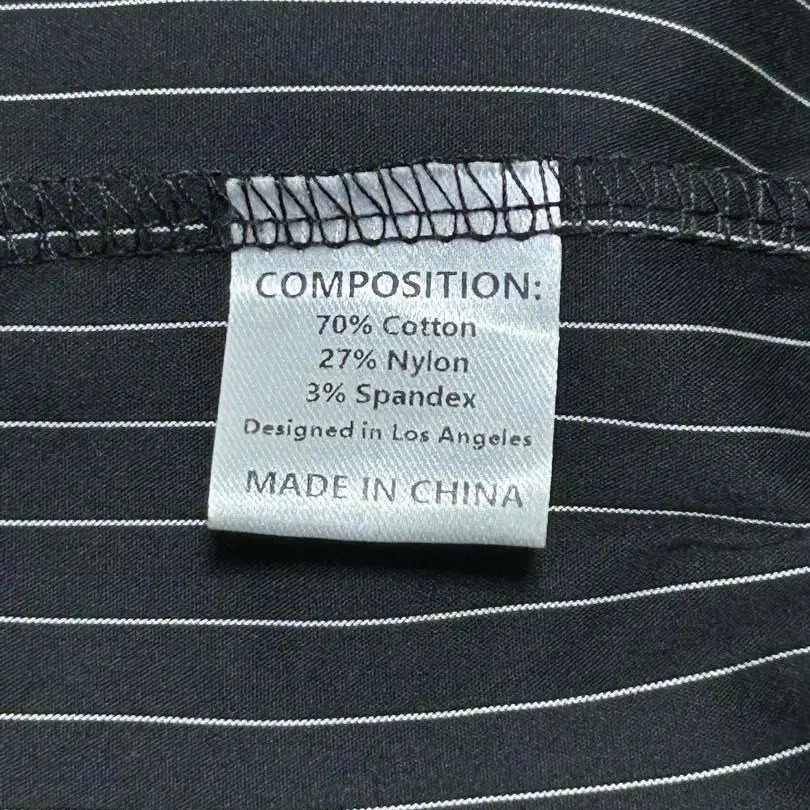 COMPOSITION:
70% Cotton
27% Nylon
3% Spandex
Designed in Los Angeles
MADE IN CHINA